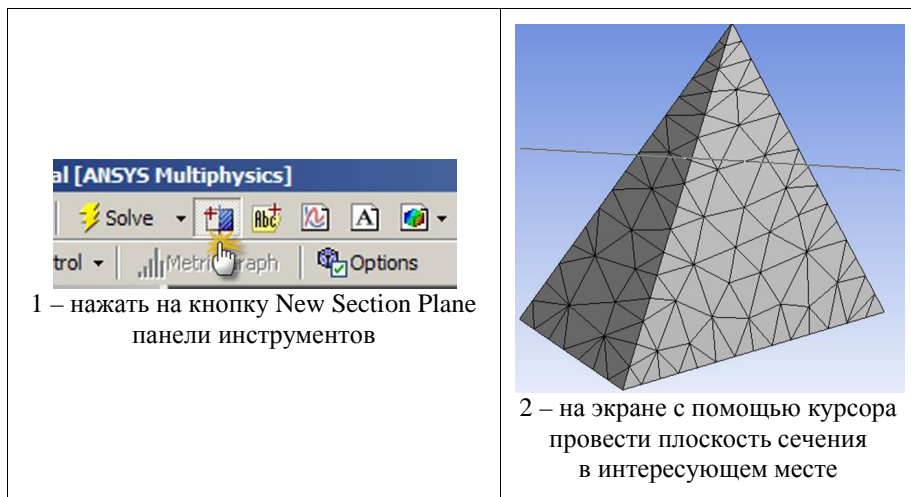 al [ANSYS Multiphysics]
Solve
A
trol
Metric Graph
Options
1 – нажать на кнопку New Section Plane
панели инструментов
2 – на экране с помощью курсора
провести плоскость сечения
в интересующем месте